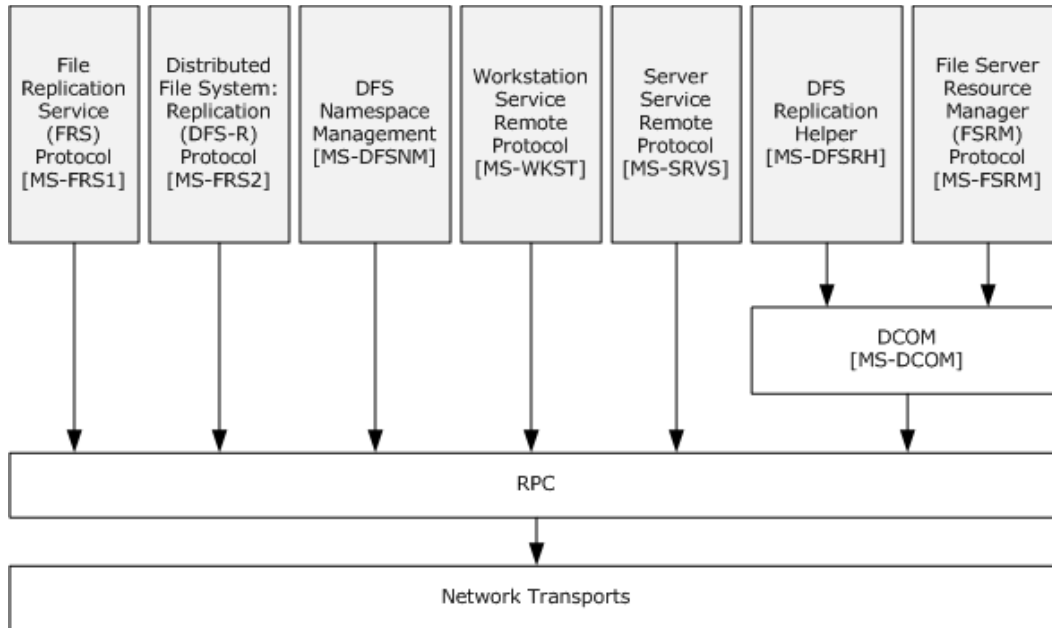 File
Replication
Service
(FRS)
Protocol
[MS-FRS1]
Distributed
File System:
Replication
(DFS-R)
Protocol
[MS-FRS2]
DFS
Namespace
Management
[MS-DFSNM]
Workstation
Service
Remote
Protocol
[MS-WKST]
Server
Service
Remote
Protocol
[MS-SRVS]
DFS
Replication
Helper
[MS-DFSRH]
File Server
Resource
Manager
(FSRM)
Protocol
[MS-FSRM]
DCOM
[MS-DCOM]
RPC
Network Transports